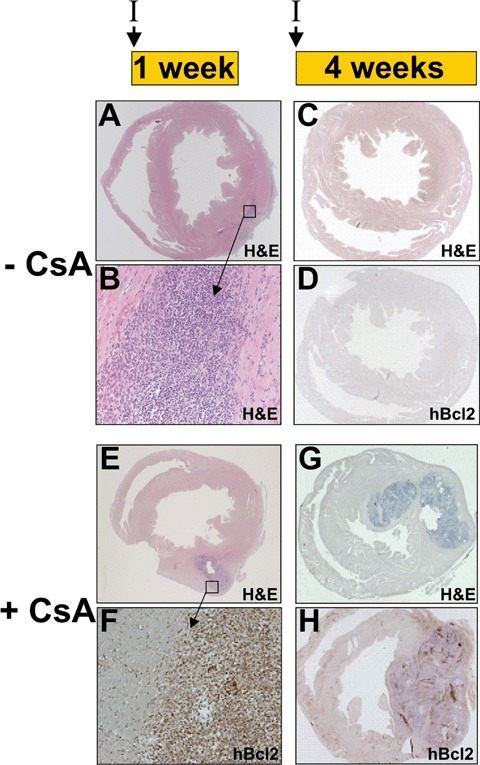 I I
1 week 4 weeks
A C
H&E H&E
- CsA
B D
H&E hBcl2
E G
H&E H&E
+ CsA
F H
hBcl2 hBcl2